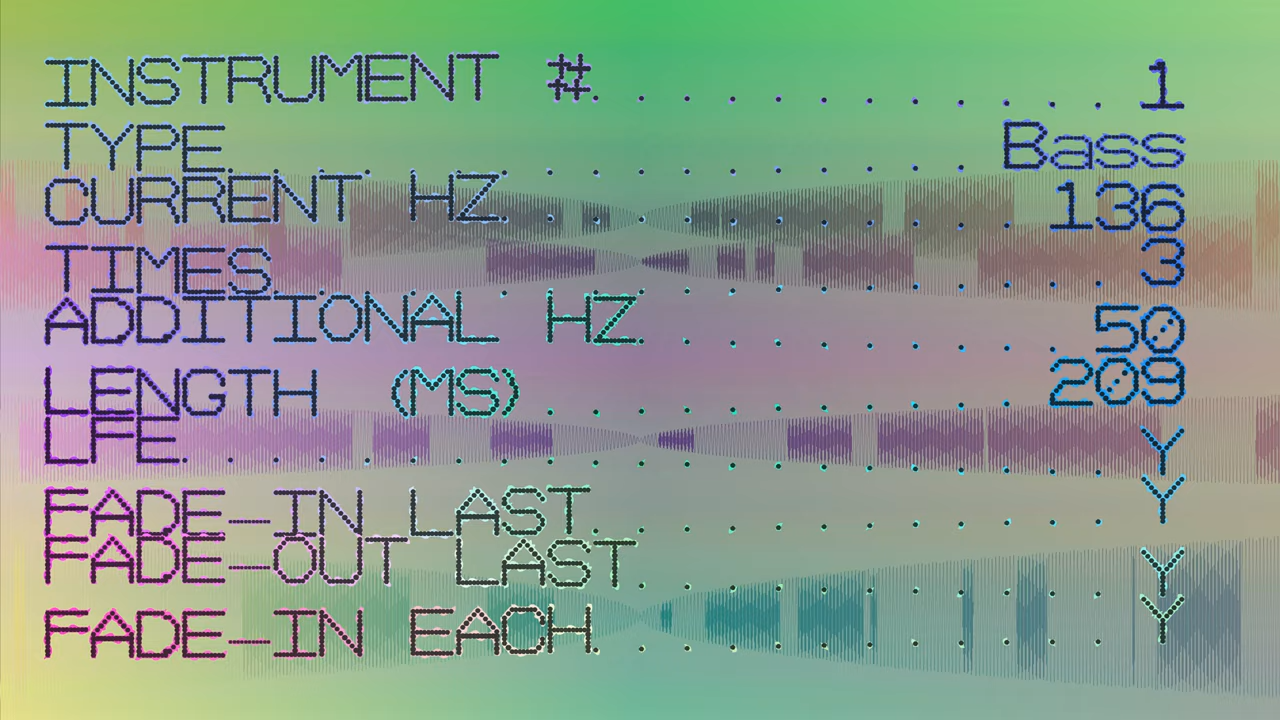 INSTRUMENT #. . . . . . . . . . . . 1
TYPE. . . . . . . . . . . . . . . . . Bass
CURRENT HZ. . . . . . . . . . . . 136
TIMES. . . . . . . . . . . . . . . . . . 3
ADDITIONAL HZ. . . . . . . . . . 50
LENGTH (MS). . . . . . . . . . . . . 209
LFE. . . . . . . . . . . . . . . . . . . . . Y
FADE-IN LAST. . . . . . . . . . . . Y
FADE-OUT LAST. . . . . . . . . . . Y
FADE-IN EACH. . . . . . . . . . . . Y